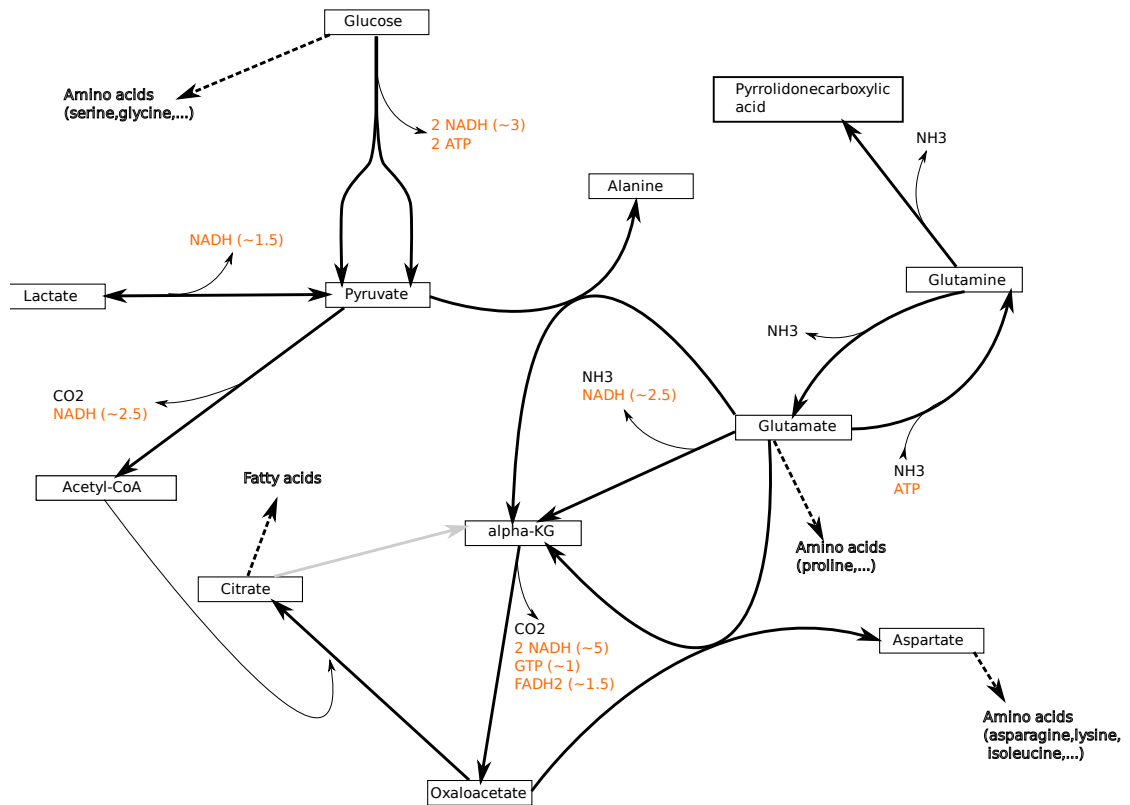 Glucose
Amino acids
(serine,glycine,...)
2 NADH (~3)
2 ATP
Pyrrolidonecarboxylic
acid
NH3
Alanine
NADH (~1.5)
Lactate
Pyruvate
Glutamine
NH3
CO2
NADH (~2.5)
NH3
NADH (~2.5)
Glutamate
NH3
ATP
Acetyl-CoA
Fatty acids
alpha-KG
Amino acids
(proline,...)
Citrate
CO2
2 NADH (~5)
GTP (~1)
FADH2 (~1.5)
Aspartate
Amino acids
(asparagine,lysine,
isoleucine,...)
Oxaloacetate